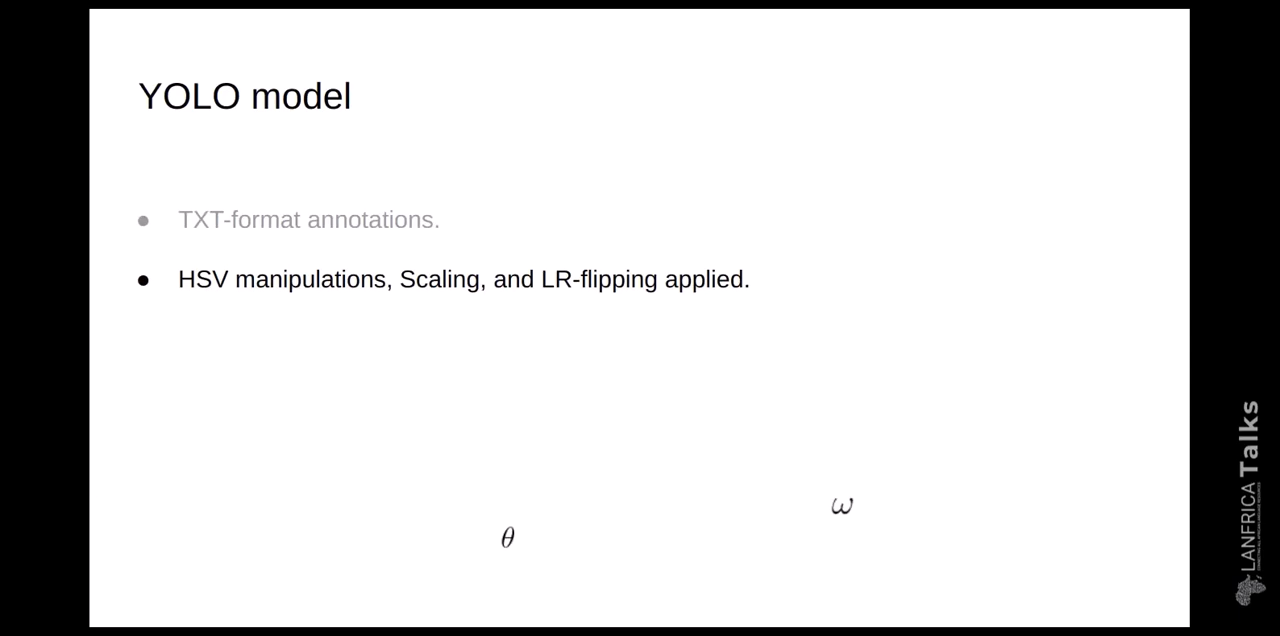 YOLO model
● TXT-format annotations.
● HSV manipulations, Scaling, and LR-flipping applied.
ω
θ
LANFRICA Talks